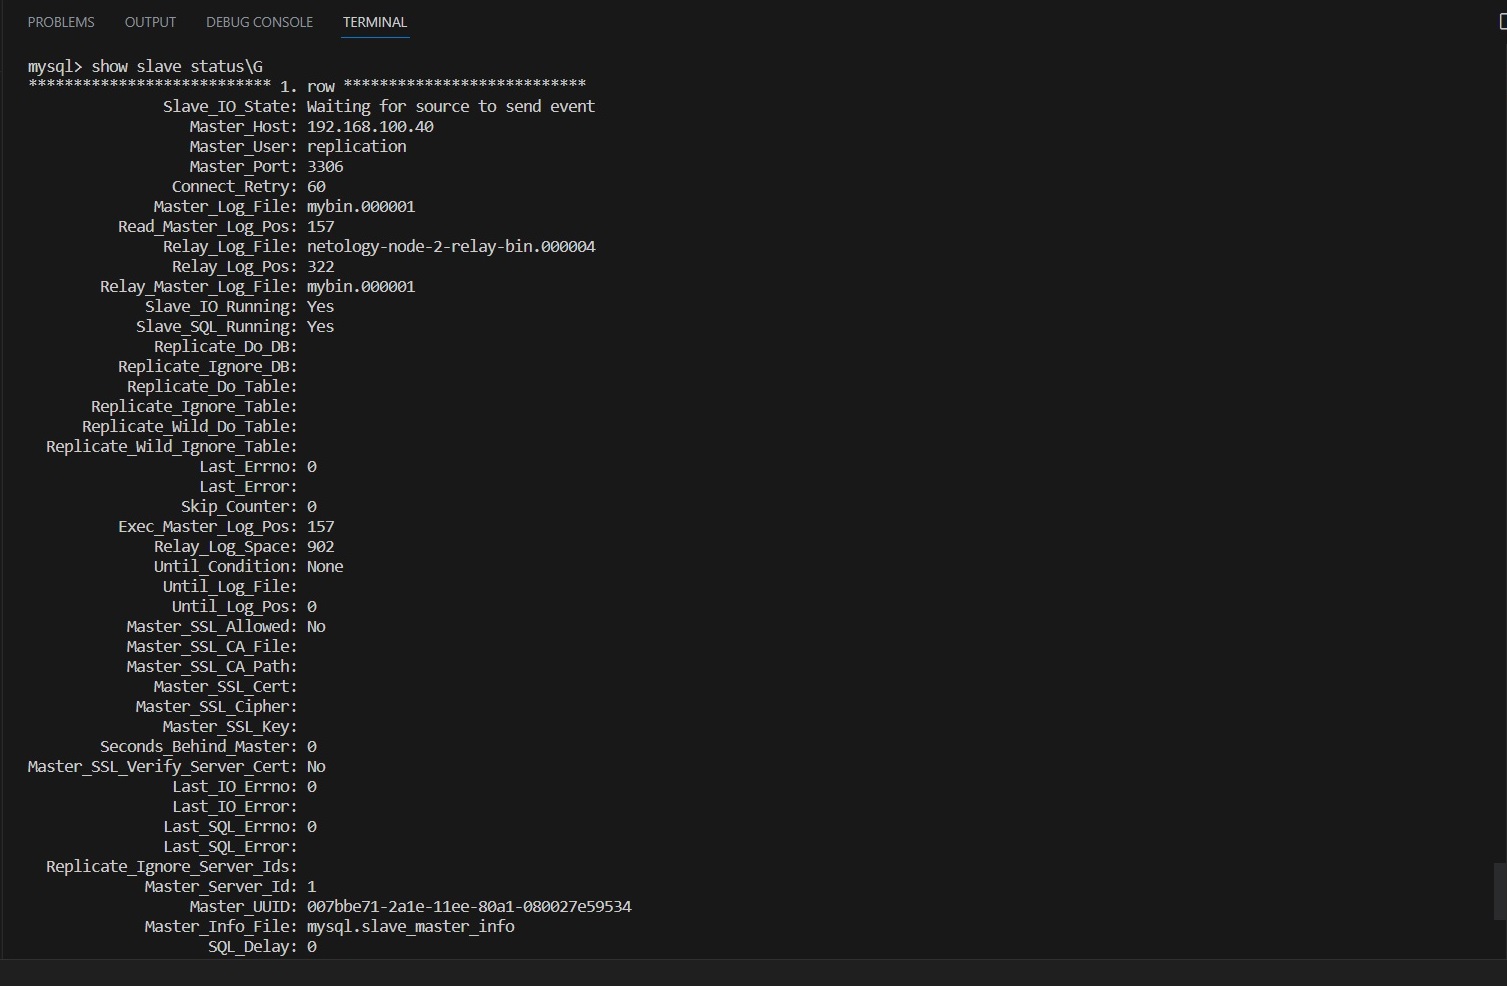 PROBLEMS OUTPUT DEBUG CONSOLE TERMINAL
mysql> show slave status\G
*************************** 1. row ***************************
Slave_IO_State: Waiting for source to send event
Master_Host: 192.168.100.40
Master_User: replication
Master_Port: 3306
Connect_Retry: 60
Master_Log_File: mybin.000001
Read_Master_Log_Pos: 157
Relay_Log_File: netology-node-2-relay-bin.000004
Relay_Log_Pos: 322
Relay_Master_Log_File: mybin.000001
Slave_IO_Running: Yes
Slave_SQL_Running: Yes
Replicate_Do_DB:
Replicate_Ignore_DB:
Replicate_Do_Table:
Replicate_Ignore_Table:
Replicate_Wild_Do_Table:
Replicate_Wild_Ignore_Table:
Last_Errno: 0
Last_Error:
Skip_Counter: 0
Exec_Master_Log_Pos: 157
Relay_Log_Space: 902
Until_Condition: None
Until_Log_File:
Until_Log_Pos: 0
Master_SSL_Allowed: No
Master_SSL_CA_File:
Master_SSL_CA_Path:
Master_SSL_Cert:
Master_SSL_Cipher:
Master_SSL_Key:
Seconds_Behind_Master: 0
Master_SSL_Verify_Server_Cert: No
Last_IO_Errno: 0
Last_IO_Error:
Last_SQL_Errno: 0
Last_SQL_Error:
Replicate_Ignore_Server_Ids:
Master_Server_Id: 1
Master_UUID: 007bbe71-2a1e-11ee-80a1-080027e59534
Master_Info_File: mysql.slave_master_info
SQL_Delay: 0